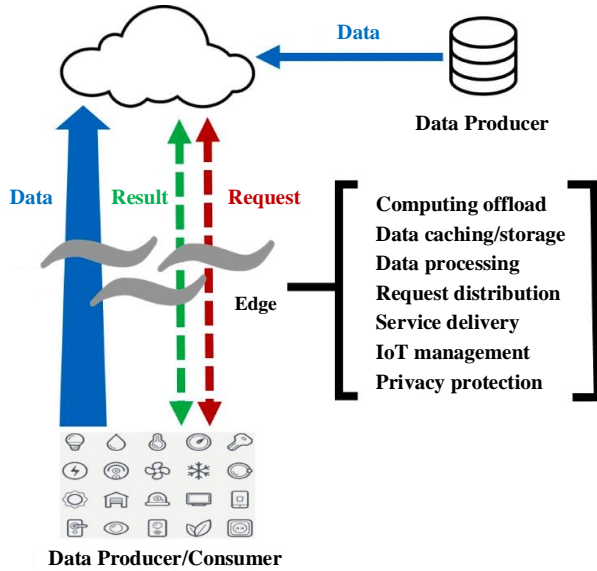 Data
Data Producer
Data
Result
Request
Computing offload
Data caching/storage
Data processing
Request distribution
Service delivery
IoT management
Privacy protection
Edge
Data Producer/Consumer